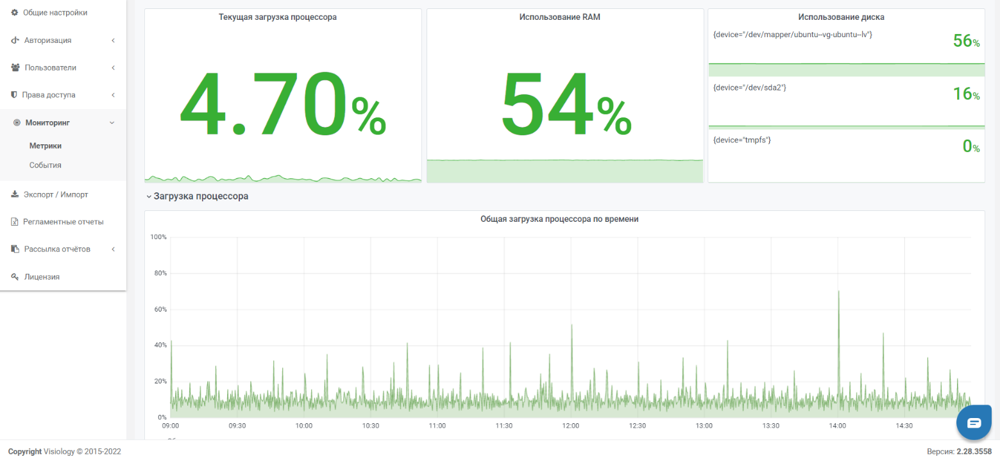 Общие настройки
Авторизация
Пользователи
Права доступа
Мониторинг
Метрики
События
Экспорт / Импорт
Регламентные отчеты
Рассылка отчётов
Лицензия
Текущая загрузка процессора
4.70%
Использование RAM
54%
Использование диска
{device="/dev/mapper/ubuntu--vg-ubuntu--lv"}
56%
{device="/dev/sda2"}
16%
{device="tmpfs"}
0%
Загрузка процессора
Общая загрузка процессора по времени
100%
80%
60%
40%
20%
0%
09:00 09:30 10:00 10:30 11:00 11:30 12:00 12:30 13:00 13:30 14:00 14:30
Copyright Visiology © 2015-2022
Версия: 2.28.3558